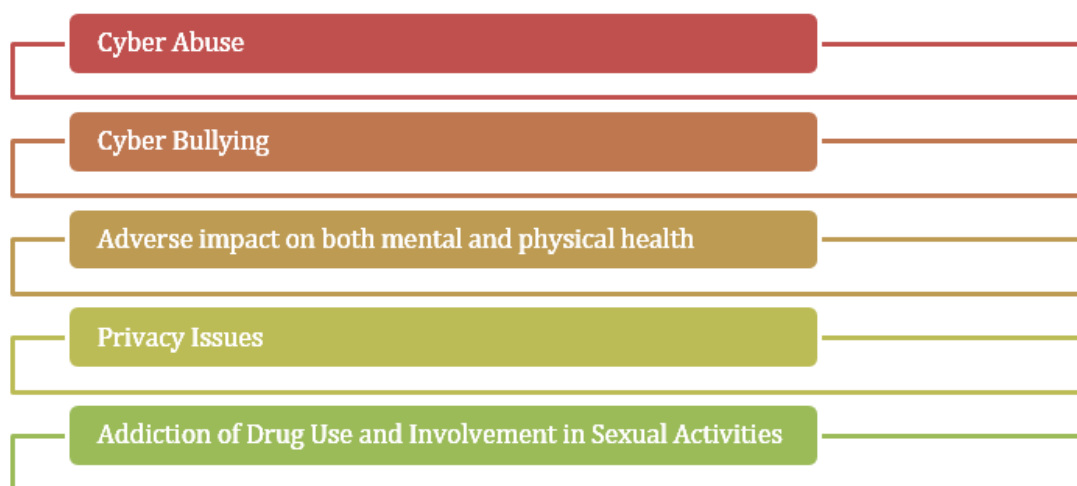 Cyber Abuse
Cyber Bullying
Adverse impact on both mental and physical health
Privacy Issues
Addiction of Drug Use and Involvement in Sexual Activities